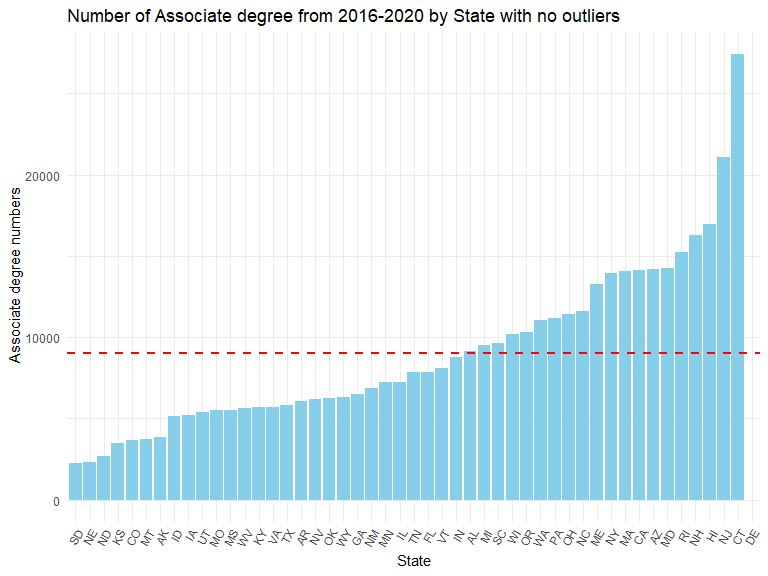 Number of Associate degree from 2016-2020 by State with no outliers
Associate degree numbers
20000
10000
0
SD NE ND KS CO MT AK ID IA UT MO MS WV KY VA TX AR NV OK WY GA NM MN IL TN FL VT IN AL MI SC WI OR WA PA OH NC ME NY MA CA AZ MD RI NH HI NJ CT DE
State